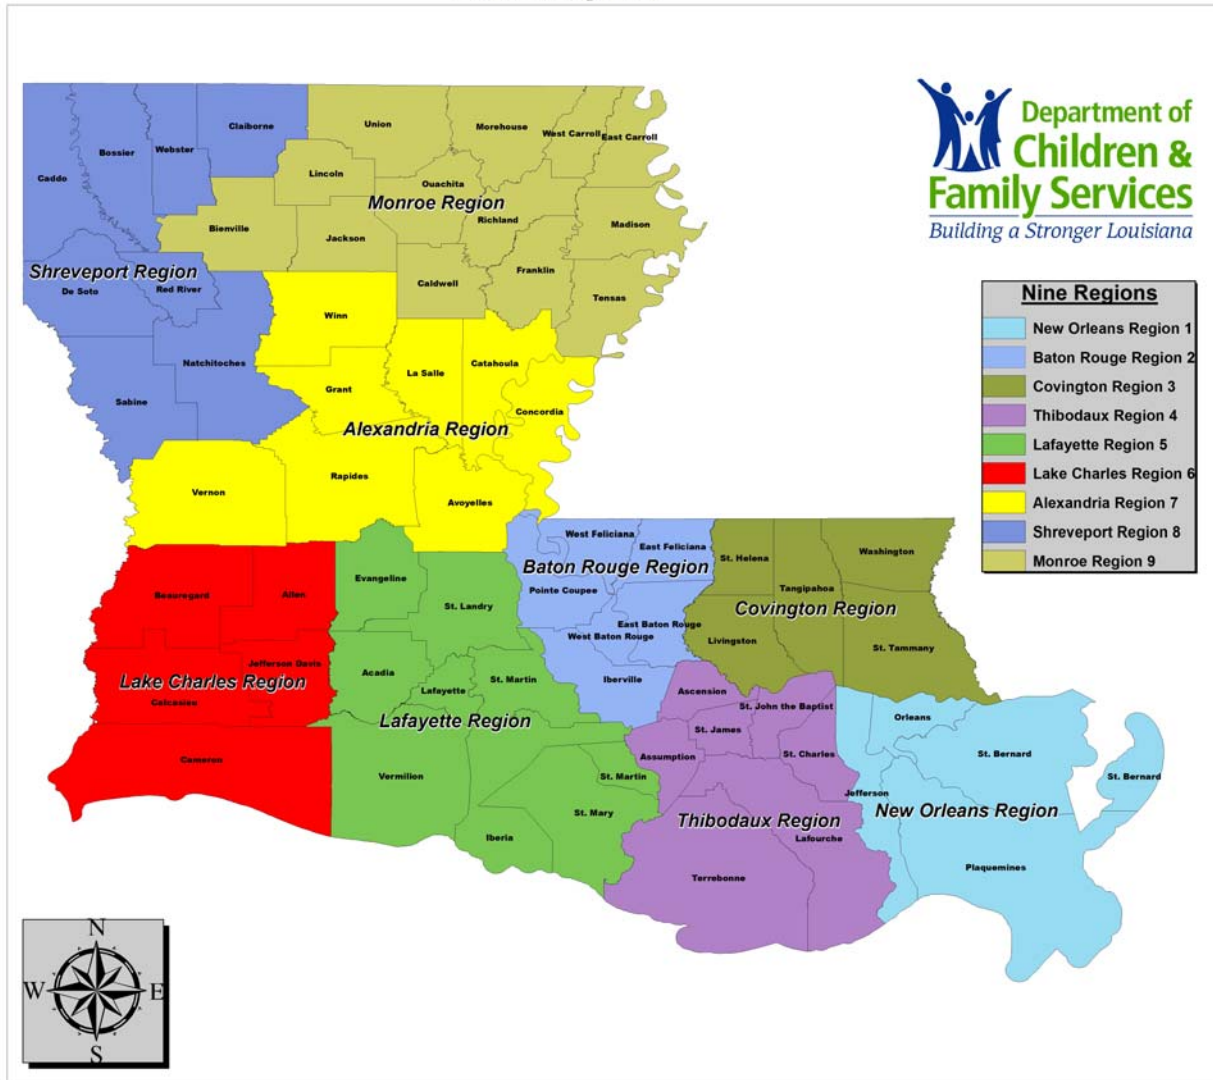 Department of
Children &
Family Services
Building a Stronger Louisiana
Nine Regions
New Orleans Region 1
Baton Rouge Region 2
Covington Region 3
Thibodaux Region 4
Lafayette Region 5
Lake Charles Region 6
Alexandria Region 7
Shreveport Region 8
Monroe Region 9
Claiborne
Union
Morehouse
West Carroll
East Carroll
Bossier
Webster
Caddo
Lincoln
Ouachita
Monroe Region
Richland
Madison
Bienville
Jackson
Shreveport Region
De Soto
Red River
Caldwell
Franklin
Tensas
Winn
Natchitoches
Catahoula
La Salle
Grant
Sabine
Concordia
Alexandria Region
Rapides
Vernon
Avoyelles
West Feliciana
East Feliciana
Baton Rouge Region
St. Helena
Washington
Evangeline
Pointe Coupee
Tangipahoa
Beauregard
Allen
St. Landry
Covington Region
East Baton Rouge
West Baton Rouge
Livingston
St. Tammany
Jefferson Davis
Acadia
Lake Charles Region
St. Martin
Iberville
Lafayette
Ascension
Calcasieu
Lafayette Region
St. John the Baptist
St. James
Orleans
Assumption
St. Charles
St. Bernard
Cameron
Vermilion
St. Martin
St. Bernard
Jefferson
New Orleans Region
St. Mary
Thibodaux Region
Iberia
Lafourche
Plaquemines
Terrebonne
N
W
E
S